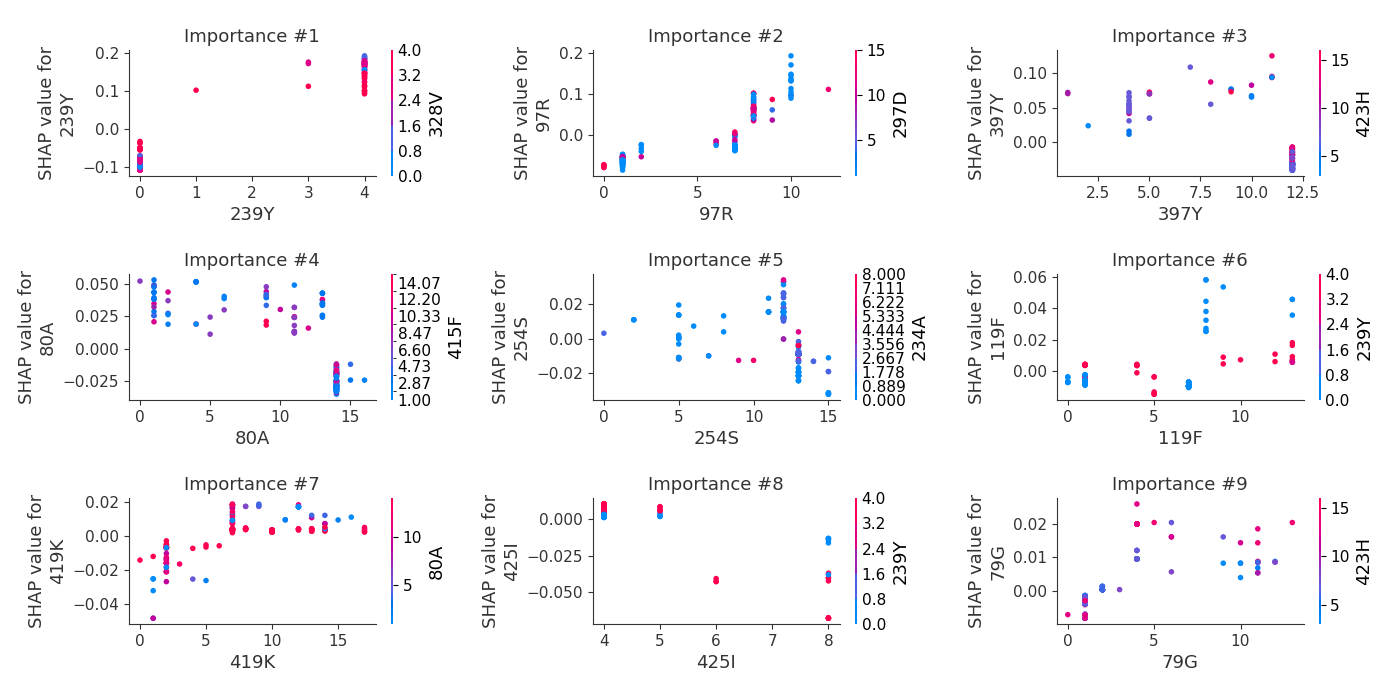 Importance #1
SHAP value for
239Y
0.2
0.1
0.0
−0.1
0
1
2
3
4
239Y
4.0
3.2
2.4
1.6
0.8
0.0
328V
Importance #2
SHAP value for
97R
0.2
0.1
0.0
0
5
10
97R
15
10
5
297D
Importance #3
SHAP value for
397Y
0.10
0.05
0.00
2.5
5.0
7.5
10.0
12.5
397Y
15
10
5
423H
Importance #4
SHAP value for
80A
0.050
0.025
0.000
−0.025
0
5
10
15
80A
14.07
12.20
10.33
8.47
6.60
4.73
2.87
1.00
415F
Importance #5
SHAP value for
254S
0.02
0.00
−0.02
0
5
10
15
254S
8.000
7.111
6.222
5.333
4.444
3.556
2.667
1.778
0.889
0.000
234A
Importance #6
SHAP value for
119F
0.06
0.04
0.02
0.00
0
5
10
119F
4.0
3.2
2.4
1.6
0.8
0.0
239Y
Importance #7
SHAP value for
419K
0.02
0.00
−0.02
−0.04
0
5
10
15
419K
10
5
80A
Importance #8
SHAP value for
425I
0.000
−0.025
−0.050
4
5
6
7
8
425I
4.0
3.2
2.4
1.6
0.8
0.0
239Y
Importance #9
SHAP value for
79G
0.02
0.01
0.00
0
5
10
79G
15
10
5
423H